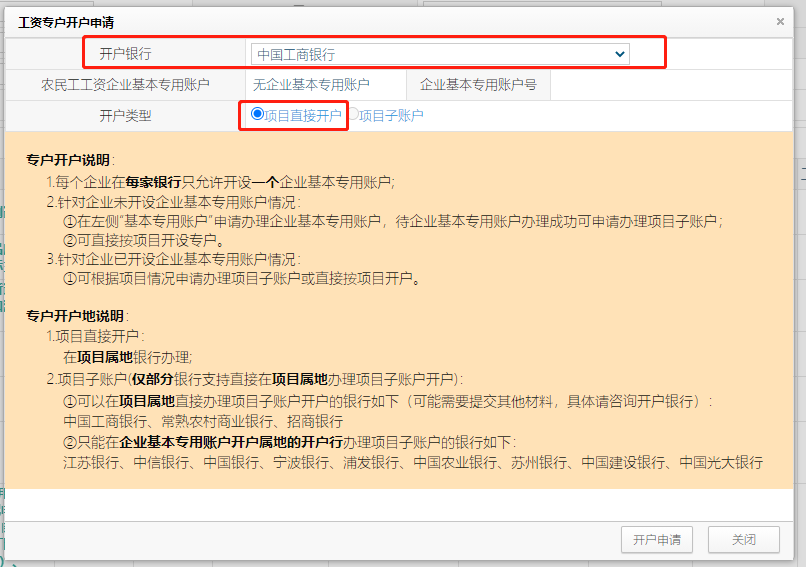 工资专户开户申请 ×
开户银行 中国工商银行
农民工工资企业基本专用账户 无企业基本专用账户 企业基本专用账户号
开户类型 项目直接开户 项目子账户
专户开户说明:
1.每个企业在每家银行只允许开设一个企业基本专用账户;
2.针对企业未开设企业基本专用账户情况:
①在左侧“基本专用账户”申请办理企业基本专用账户，待企业基本专用账户办理成功可申请办理项目子账户;
②可直接按项目开设专户。
3.针对企业已开设企业基本专用账户情况:
①可根据项目情况申请办理项目子账户或直接按项目开户。
专户开户地说明:
1.项目直接开户:
在项目属地银行办理;
2.项目子账户(仅部分银行支持直接在项目属地办理项目子账户开户):
①可以在项目属地直接办理项目子账户开户的银行如下（可能需要提交其他材料，具体请咨询开户银行）:
中国工商银行、常熟农村商业银行、招商银行
②只能在企业基本专用账户开户属地的开户行办理项目子账户的银行如下:
江苏银行、中信银行、中国银行、宁波银行、浦发银行、中国农业银行、苏州银行、中国建设银行、中国光大银行
开户申请 关闭